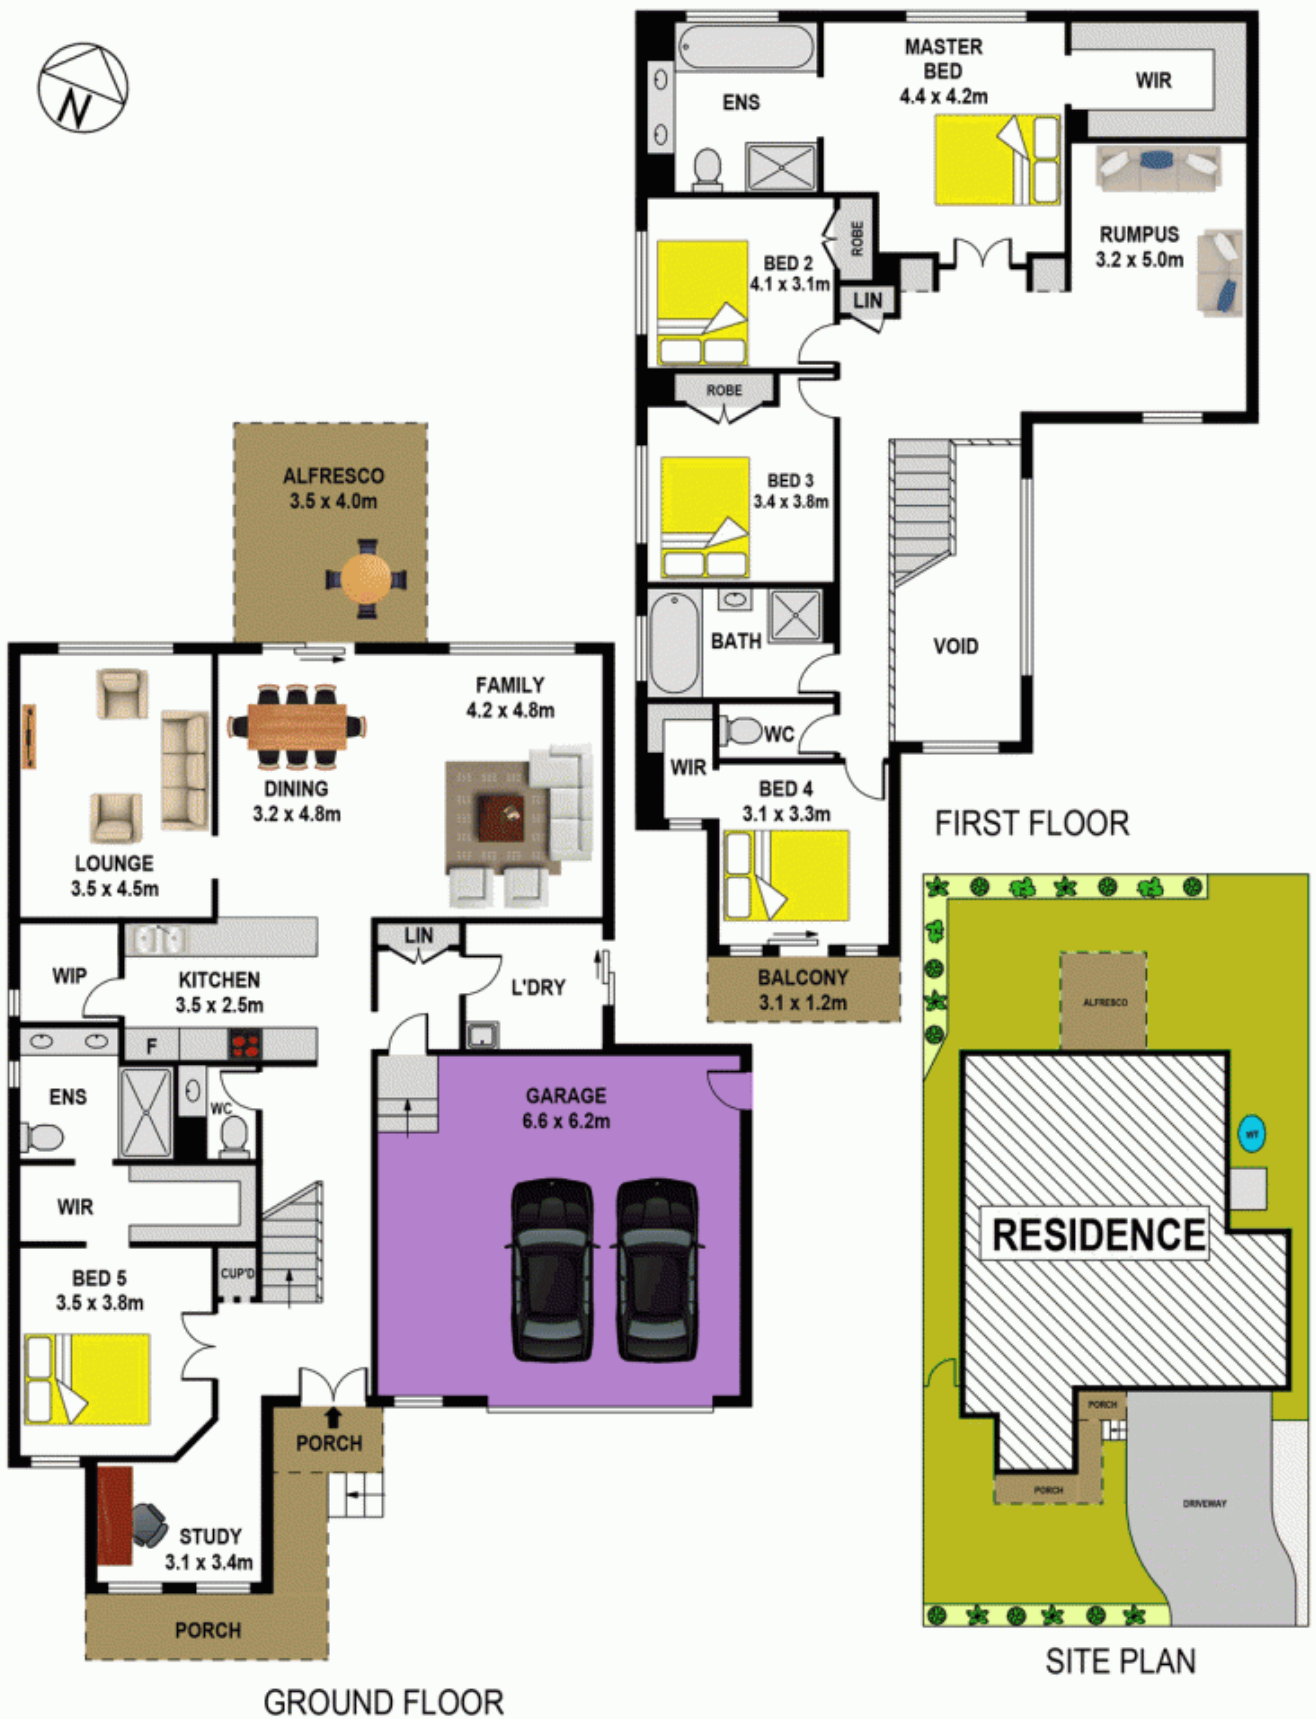 N
MASTER
BED
4.4 x 4.2m
WIR
ENS
RUMPUS
3.2 x 5.0m
ROBE
BED 2
4.1 x 3.1m
LIN
ROBE
BED 3
3.4 x 3.8m
BATH
VOID
WC
WIR
BED 4
3.1 x 3.3m
BALCONY
3.1 x 1.2m
FIRST FLOOR
ALFRESCO
3.5 x 4.0m
FAMILY
4.2 x 4.8m
DINING
3.2 x 4.8m
LOUNGE
3.5 x 4.5m
LIN
WIP
KITCHEN
3.5 x 2.5m
L'DRY
F
ENS
WC
GARAGE
6.6 x 6.2m
WIR
CUP'D
BED 5
3.5 x 3.8m
PORCH
STUDY
3.1 x 3.4m
PORCH
GROUND FLOOR
ALFRESCO
WT
RESIDENCE
PORCH
PORCH
DRIVEWAY
SITE PLAN